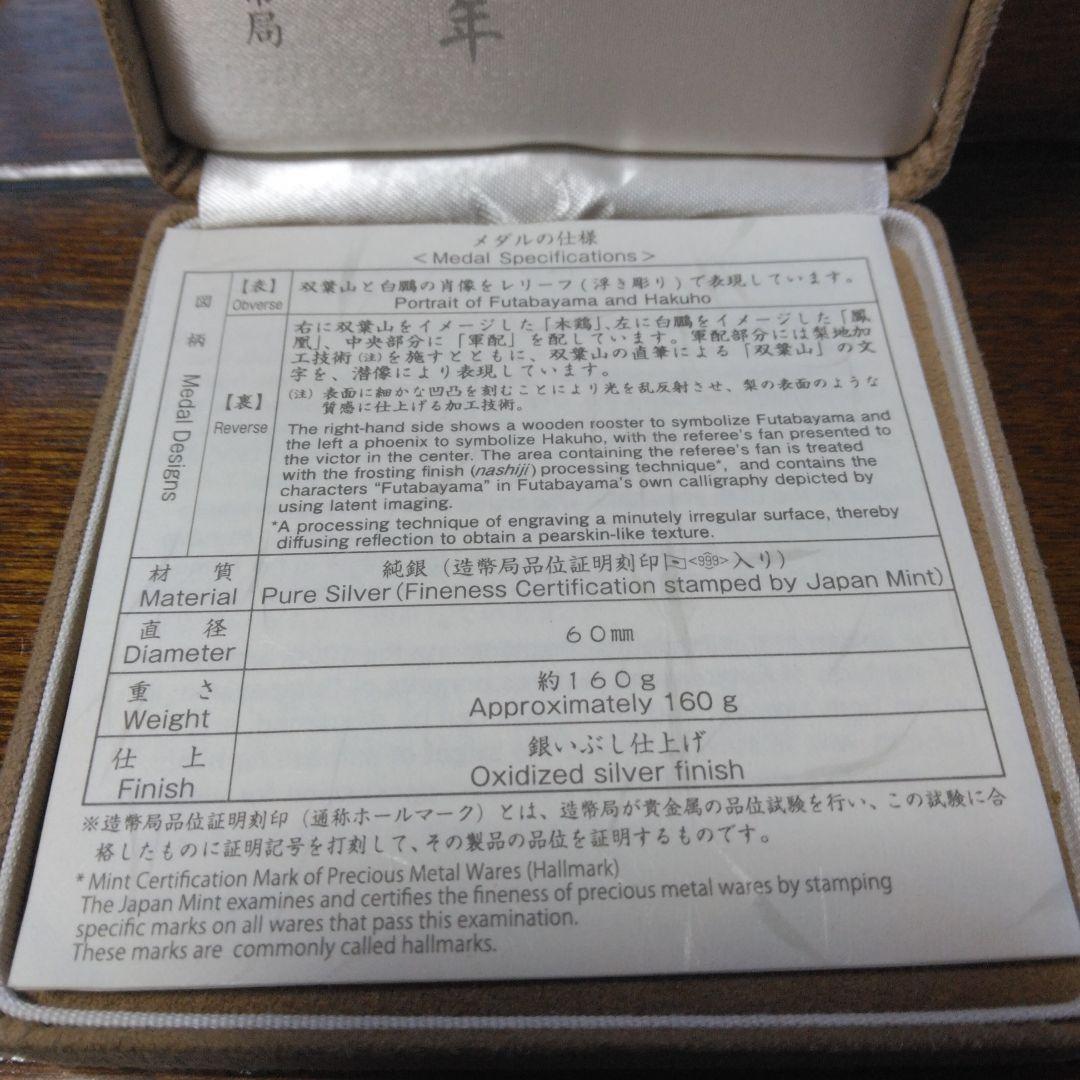 局
年
メダルの仕様
<Medal Specifications>
図柄
Medal Designs
【表】
Obverse
双葉山と白鵬の肖像をレリーフ(浮き彫り)で表現しています。
Portrait of Futabayama and Hakuho
【裏】
Reverse
右に双葉山をイメージした「木鶏」、左に白鵬をイメージした「鳳
凰」、中央部分に「軍配」を配しています。軍配部分には梨地加
工技術(注)を施すとともに、双葉山の直筆による「双葉山」の文
字を、潜像により表現しています。
(注)表面に細かな凹凸を刻むことにより光を乱反射させ、梨の表面のような
質感に仕上げる加工技術。
The right-hand side shows a wooden rooster to symbolize Futabayama and
the left a phoenix to symbolize Hakuho, with the referee's fan presented to
the victor in the center. The area containing the referee's fan is treated
with the frosting finish (nashiji) processing technique*, and contains the
characters "Futabayama" in Futabayama's own calligraphy depicted by
using latent imaging.
*A processing technique of engraving a minutely irregular surface, thereby
diffusing reflection to obtain a pearskin-like texture.
材質
Material
純銀(造幣局品位証明刻印<999>入り)
Pure Silver(Fineness Certification stamped by Japan Mint)
直径
Diameter
60mm
重さ
Weight
約160g
Approximately 160 g
仕上
Finish
銀いぶし仕上げ
Oxidized silver finish
※造幣局品位証明刻印(通称ホールマーク)とは、造幣局が貴金属の品位試験を行い、この試験に合
格したものに証明記号を打刻して、その製品の品位を証明するものです。
* Mint Certification Mark of Precious Metal Wares (Hallmark)
The Japan Mint examines and certifies the fineness of precious metal wares by stamping
specific marks on all wares that pass this examination.
These marks are commonly called hallmarks.